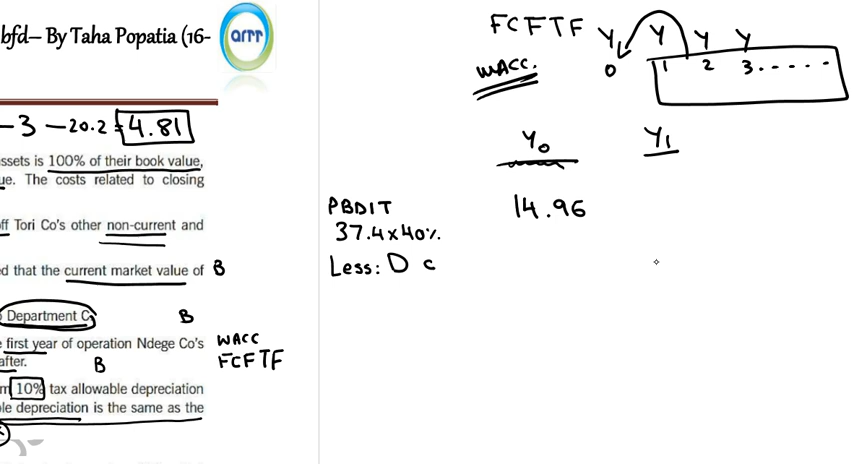 bfd– By Taha Popatia (16-
arrr
–3 –20.2 = 4.81
ssets is 100% of their book value,
ue. The costs related to closing
ff Tori Co's other non-current and
ed that the current market value of B
Department C, B
e first year of operation Ndege Co's WACC
after. B FCFTF
m 10% tax allowable depreciation
le depreciation is the same as the
FCFTF Y Y Y Y
WACC. 0 1 2 3.....
Y0 Y1
PBDIT 14.96
37.4x40%.
Less: D c